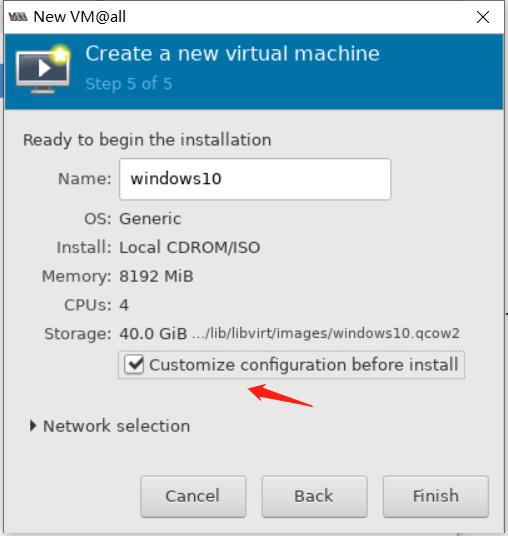 New VM@all
Create a new virtual machine
Step 5 of 5
Ready to begin the installation
Name: windows10
OS: Generic
Install: Local CDROM/ISO
Memory: 8192 MiB
CPUs: 4
Storage: 40.0 GiB .../lib/libvirt/images/windows10.qcow2
Customize configuration before install
Network selection
Cancel Back Finish